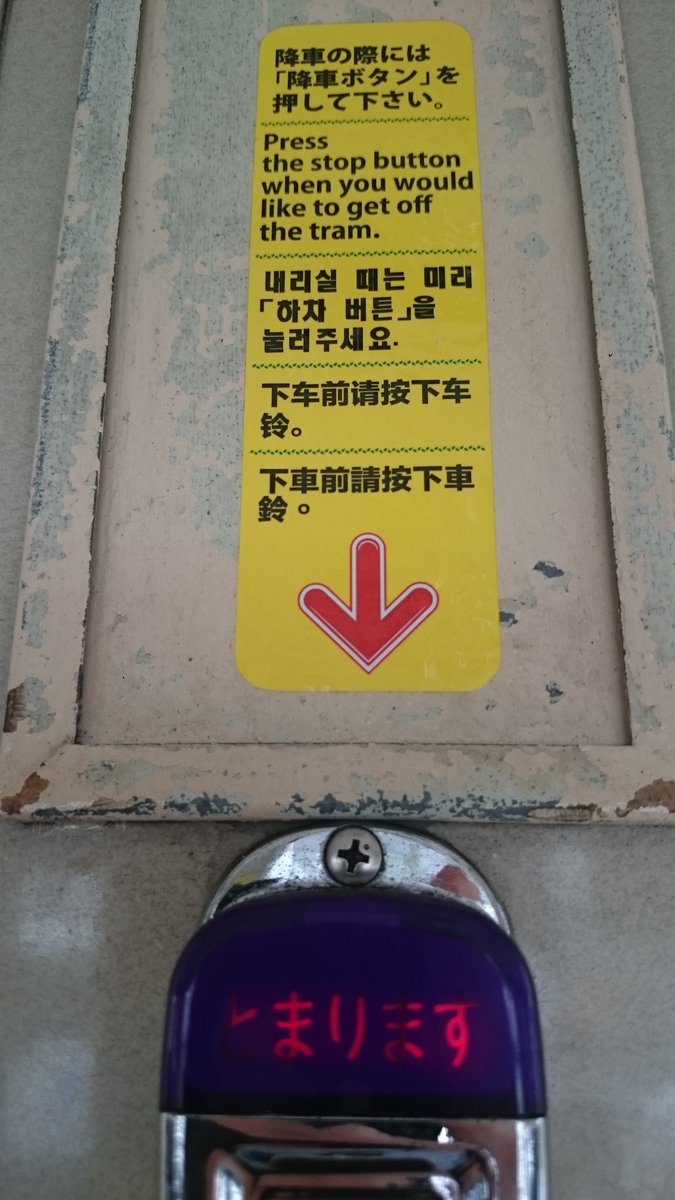 降車の際には
「降車ボタン」を
押して下さい。
Press
the stop button
when you would
like to get off
the tram.
내리실 때는 미리
「하차 버튼」을
눌러주세요.
下车前请按下车
铃。
下車前請按下車
鈴。
とまります